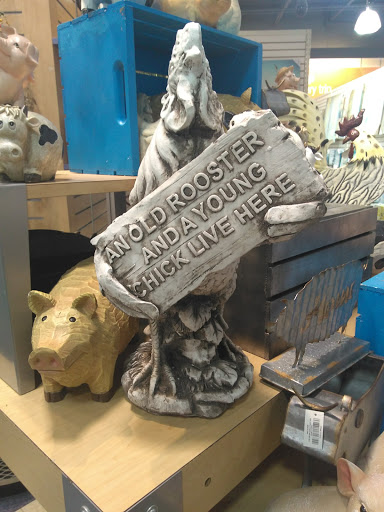 AN OLD ROOSTER
AND A YOUNG
CHICK LIVE HERE